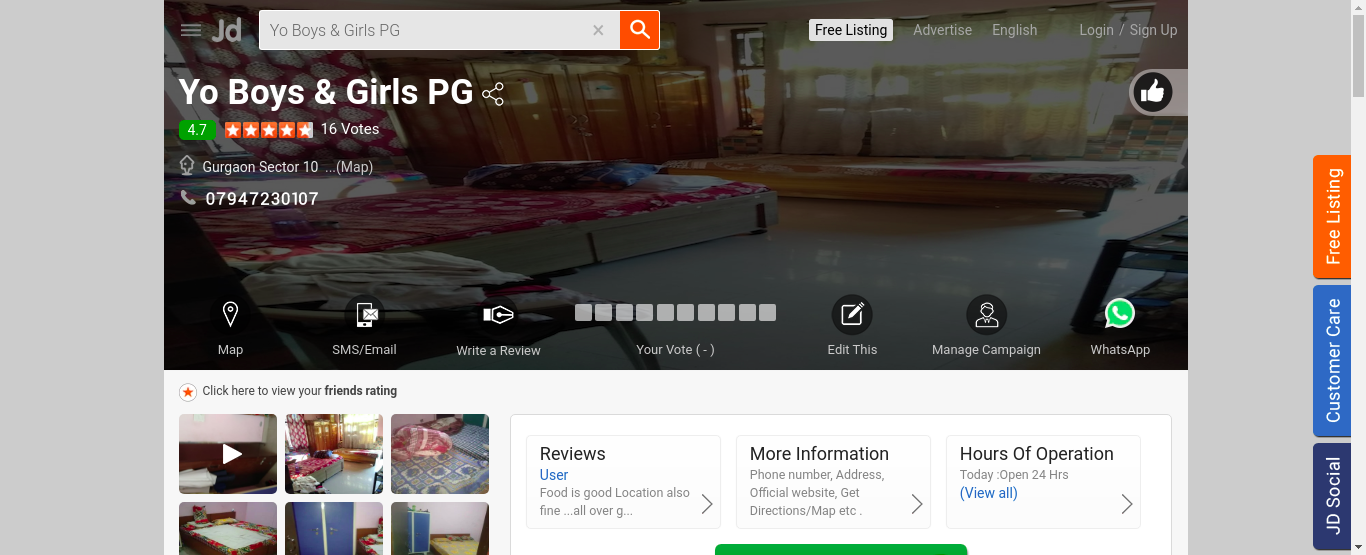 Jd
Yo Boys & Girls PG ×
Free Listing
Advertise
English
Login / Sign Up
Yo Boys & Girls PG
4.7
16 Votes
Gurgaon Sector 10 ...(Map)
07947230107
Map
SMS/Email
Write a Review
Your Vote ( - )
Edit This
Manage Campaign
WhatsApp
Click here to view your friends rating
Reviews
User
Food is good Location also
fine ...all over g...
More Information
Phone number, Address,
Official website, Get
Directions/Map etc .
Hours Of Operation
Today :Open 24 Hrs
(View all)
Free Listing
Customer Care
JD Social